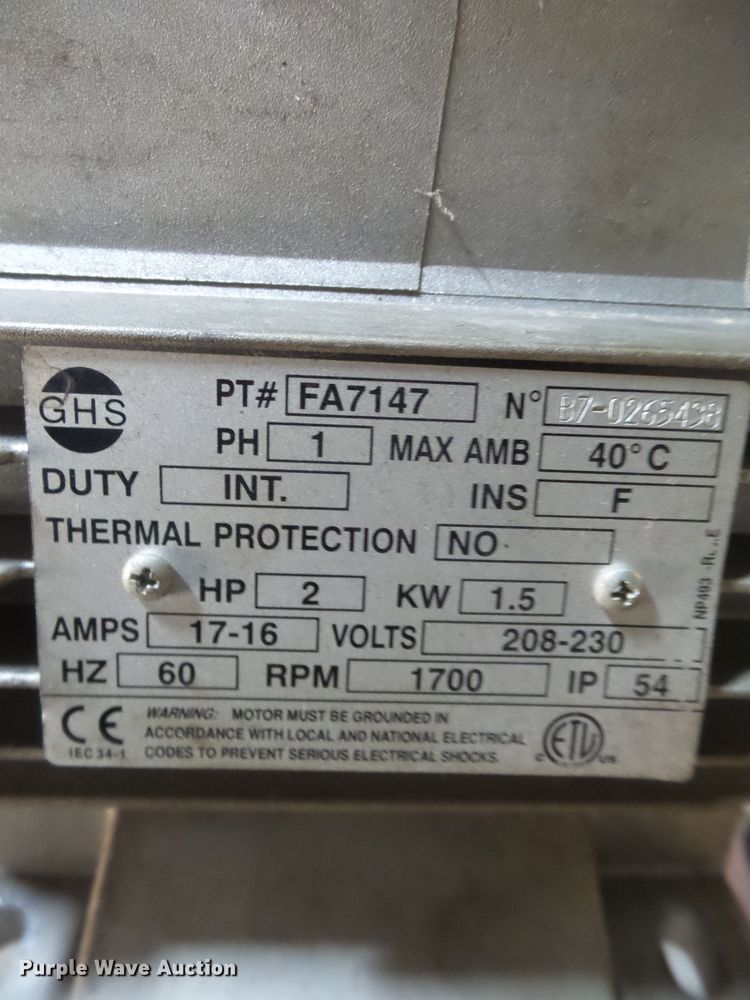 GHS
PT# FA7147 N° B7-0265438
PH 1 MAX AMB 40°C
DUTY INT. INS F
THERMAL PROTECTION NO
HP 2 KW 1.5
AMPS 17-16 VOLTS 208-230
HZ 60 RPM 1700 IP 54
NP493
CE
IEC 34-1
WARNING: MOTOR MUST BE GROUNDED IN
ACCORDANCE WITH LOCAL AND NATIONAL ELECTRICAL
CODES TO PREVENT SERIOUS ELECTRICAL SHOCKS.
C ETL US
Purple Wave Auction